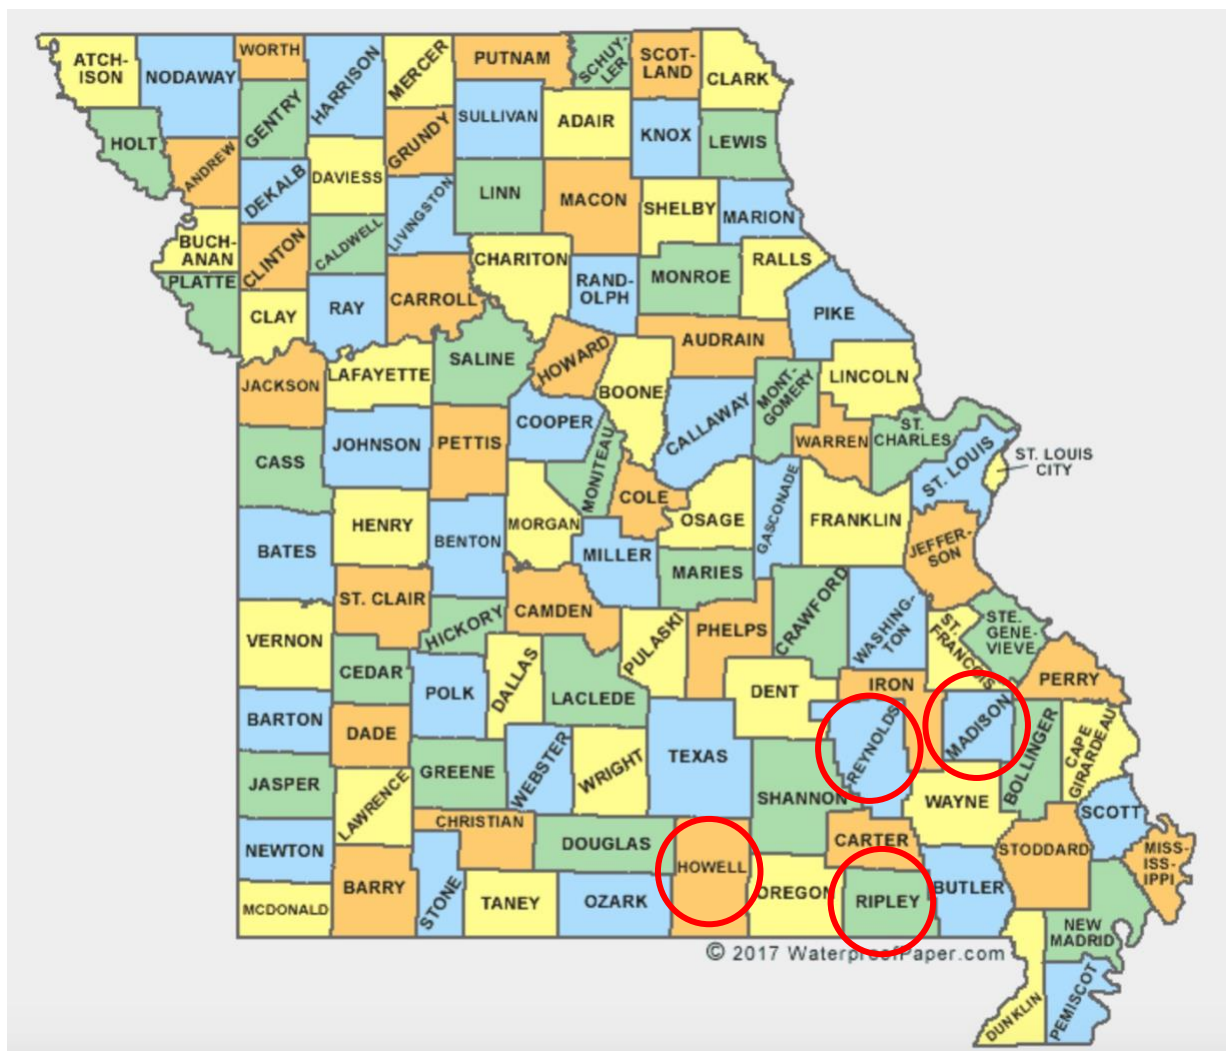 ATCH-
ISON
NODAWAY
WORTH
HARRISON
MERCER
PUTNAM
SCHUY-
LER
SCOT-
LAND
CLARK
HOLT
GENTRY
GRUNDY
SULLIVAN
ADAIR
KNOX
LEWIS
ANDREW
DEKALB
DAVIESS
LIVINGSTON
LINN
MACON
SHELBY
MARION
BUCH-
ANAN
CLINTON
CALDWELL
CHARITON
RAND-
OLPH
MONROE
RALLS
PLATTE
CLAY
RAY
CARROLL
PIKE
SALINE
HOWARD
AUDRAIN
JACKSON
LAFAYETTE
BOONE
CALLAWAY
MONT-
GOMERY
LINCOLN
COOPER
WARREN
ST.
CHARLES
ST. LOUIS
ST. LOUIS
CITY
CASS
JOHNSON
PETTIS
MONITEAU
COLE
OSAGE
GASCONADE
FRANKLIN
JEFFER-
SON
BATES
HENRY
BENTON
MORGAN
MILLER
MARIES
CRAWFORD
WASHING-
TON
ST.
FRANCOIS
STE.
GENE-
VIEVE
VERNON
ST. CLAIR
HICKORY
CAMDEN
PULASKI
PHELPS
PERRY
CEDAR
POLK
DALLAS
LACLEDE
DENT
IRON
MADISON
BARTON
DADE
WEBSTER
WRIGHT
TEXAS
REYNOLDS
BOLLINGER
CAPE
GIRARDEAU
JASPER
LAWRENCE
GREENE
SHANNON
WAYNE
SCOTT
NEWTON
CHRISTIAN
DOUGLAS
HOWELL
CARTER
STODDARD
MISS-
ISS-
IPPI
MCDONALD
BARRY
STONE
TANEY
OZARK
OREGON
RIPLEY
BUTLER
NEW
MADRID
DUNKLIN
PEMISCOT
© 2017 WaterproofPaper.com